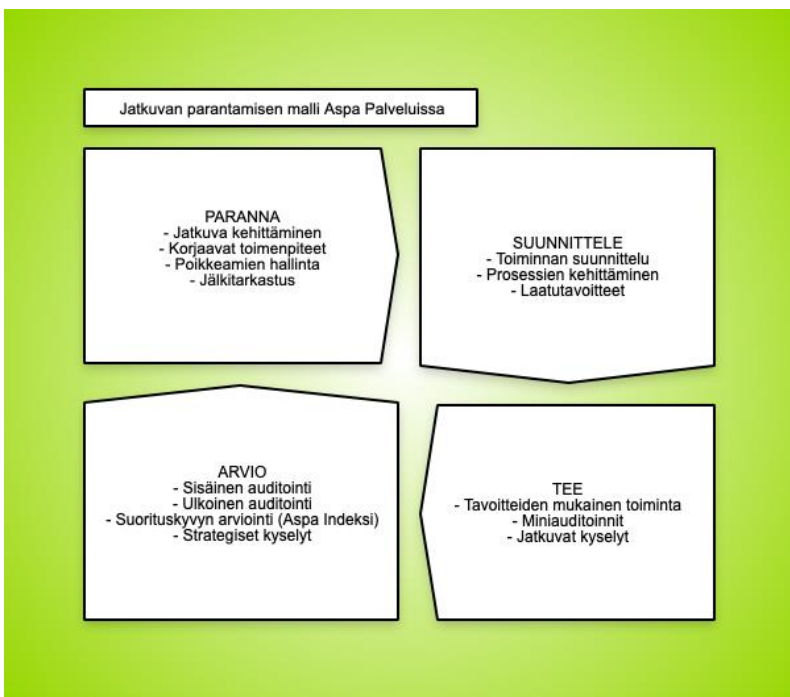 Jatkuvan parantamisen malli Aspa Palveluissa
PARANNA
- Jatkuva kehittäminen
- Korjaavat toimenpiteet
- Poikkeamien hallinta
- Jälkitarkastus
SUUNNITTELE
- Toiminnan suunnittelu
- Prosessien kehittäminen
- Laatutavoitteet
ARVIO
- Sisäinen auditointi
- Ulkoinen auditointi
- Suorituskyvyn arviointi (Aspa Indeksi)
- Strategiset kyselyt
TEE
- Tavoitteiden mukainen toiminta
- Miniauditoinnit
- Jatkuvat kyselyt